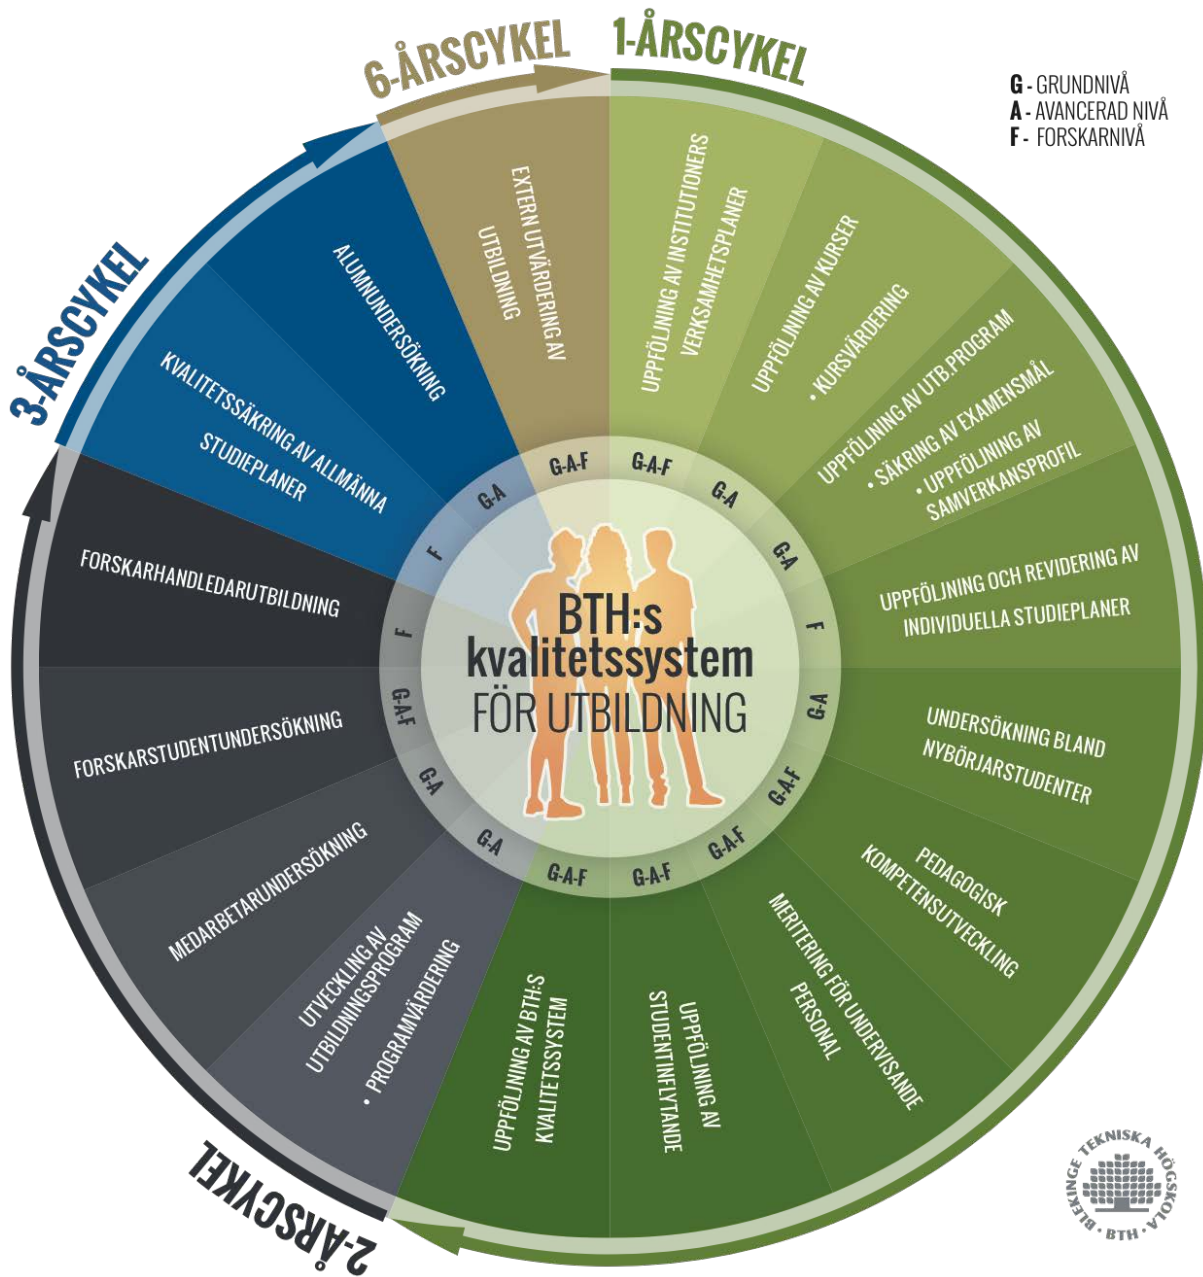 6-ÅRSCYKEL
1-ÅRSCYKEL
G - GRUNDNIVÅ
A - AVANCERAD NIVÅ
F - FORSKARNIVÅ
UPPFÖLJNING AV INSTITUTIONERS
VERKSAMHETSPLANER
G-A-F
UPPFÖLJNING AV KURSER
• KURSVÄRDERING
G-A
UPPFÖLJNING AV UTB.PROGRAM
• SÄKRING AV EXAMENSMÅL
• UPPFÖLJNING AV
SAMVERKANSPROFIL
G-A
UPPFÖLJNING OCH REVIDERING AV
INDIVIDUELLA STUDIEPLANER
F
UNDERSÖKNING BLAND
NYBÖRJARSTUDENTER
G-A
PEDAGOGISK
KOMPETENSUTVECKLING
G-A-F
MERITERING FÖR UNDERVISANDE
PERSONAL
G-A-F
UPPFÖLJNING AV
STUDENTINFLYTANDE
G-A-F
UPPFÖLJNING AV BTH:S
KVALITETSSYSTEM
G-A-F
2-ÅRSCYKEL
UTVECKLING AV
UTBILDNINGSPROGRAM
• PROGRAMVÄRDERING
G-A
MEDARBETARUNDERSÖKNING
G-A
FORSKARSTUDENTUNDERSÖKNING
G-A-F
FORSKARHANDLEDARUTBILDNING
F
3-ÅRSCYKEL
KVALITETSSÄKRING AV ALLMÄNNA
STUDIEPLANER
F
ALUMNUNDERSÖKNING
G-A
EXTERN UTVÄRDERING AV
UTBILDNING
G-A-F
BTH:s
kvalitetssystem
FÖR UTBILDNING
BLEKINGE TEKNISKA HÖGSKOLA
• BTH •